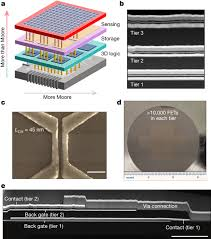 a
b
More than Moore
Sensing
Storage
3D logic
More Moore
Tier 3
Tier 2
Tier 1
c
d
L_CH = 45 nm
>10,000 FETs
in each tier
e
Contact (tier 2)
Back gate (tier 2)
Back gate (tier 1)
Via connection
Contact (tier 1)